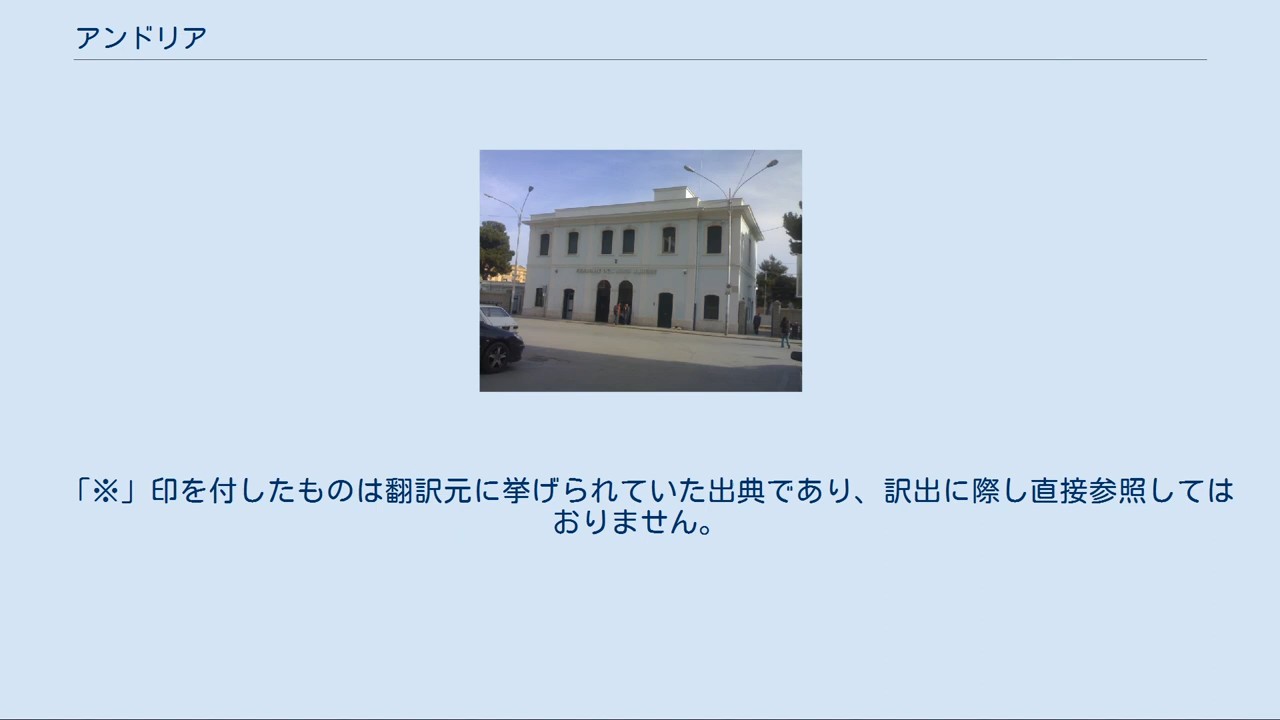 アンドリア
「※」印を付したものは翻訳元に挙げられていた出典であり、訳出に際し直接参照しては
おりません。